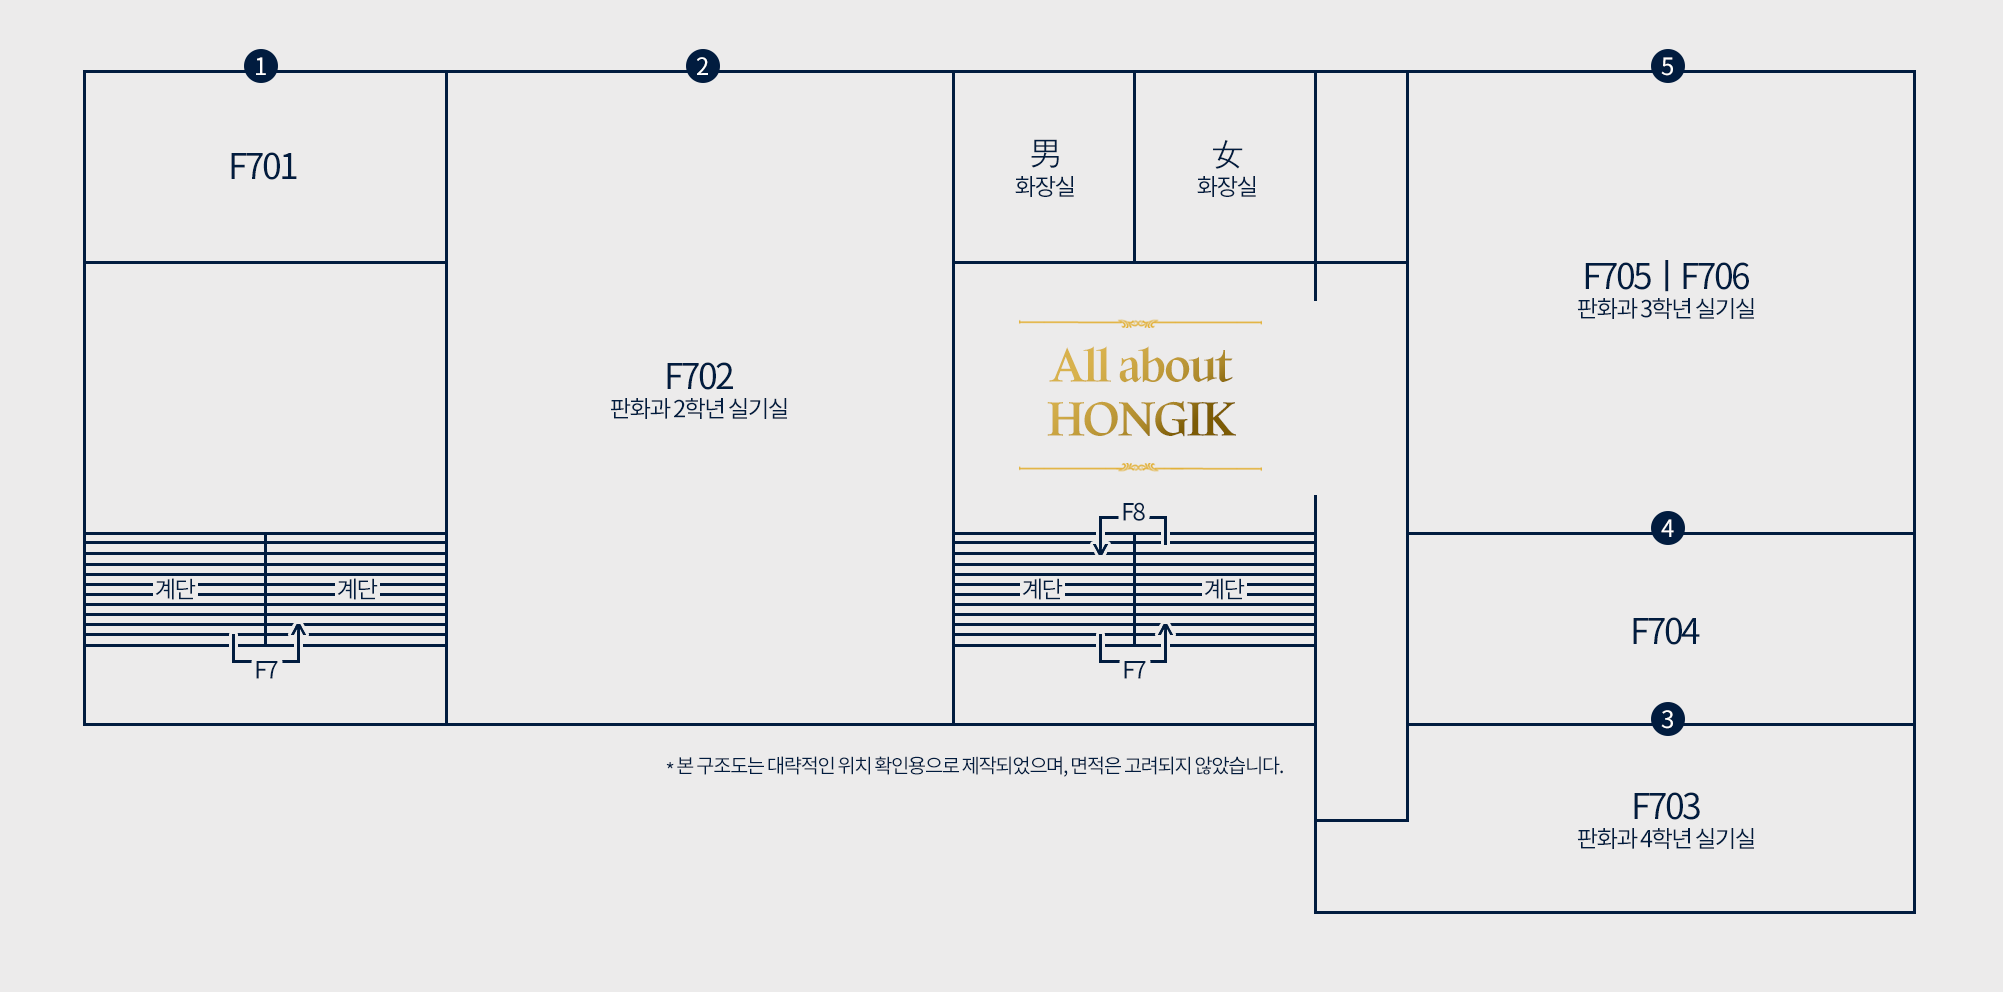 1
2
5
F701
男
화장실
女
화장실
F705 | F706
판화과 3학년 실기실
F702
판화과 2학년 실기실
All about
HONGIK
F8
4
계단
계단
계단
계단
F704
F7
F7
3
* 본 구조도는 대략적인 위치 확인용으로 제작되었으며, 면적은 고려되지 않았습니다.
F703
판화과 4학년 실기실